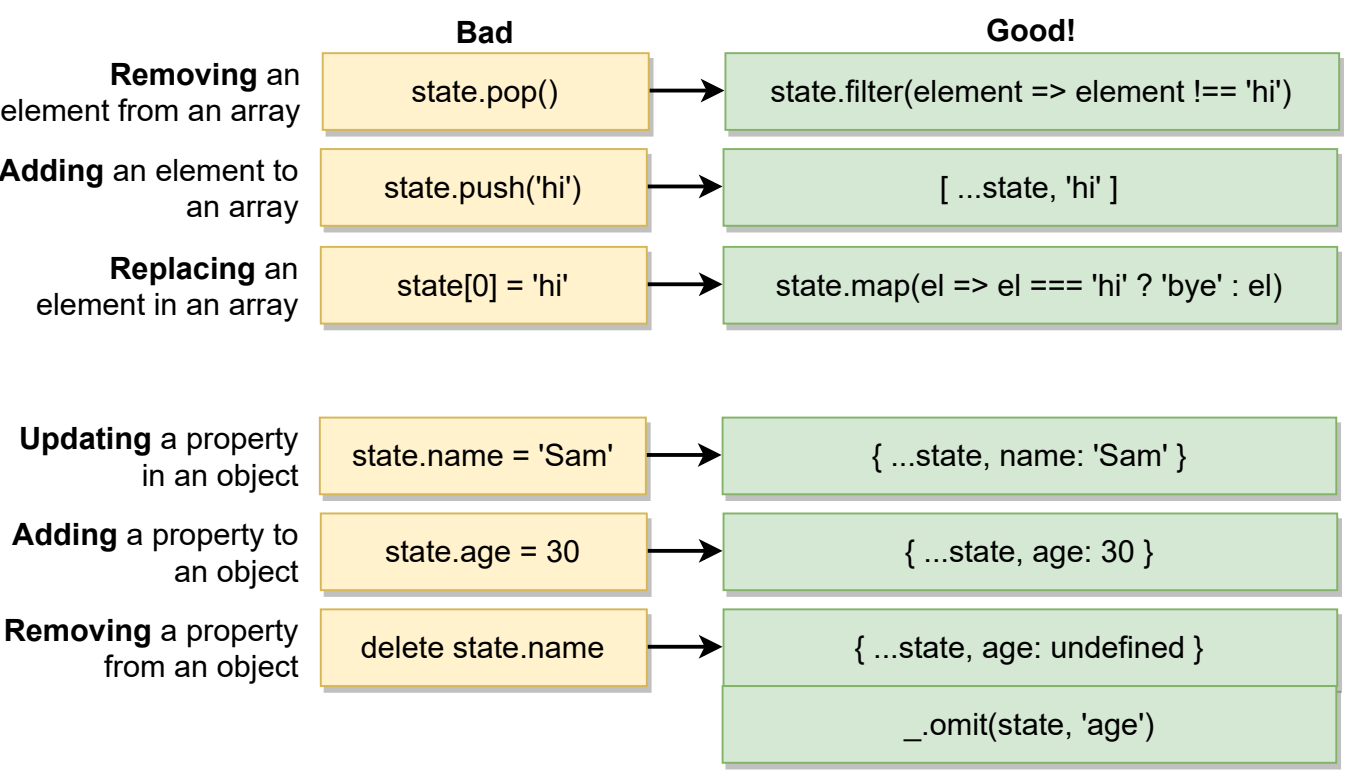 Bad
Good!
Removing an
element from an array
state.pop()
state.filter(element => element !== 'hi')
Adding an element to
an array
state.push('hi')
[ ...state, 'hi' ]
Replacing an
element in an array
state[0] = 'hi'
state.map(el => el === 'hi' ? 'bye' : el)
Updating a property
in an object
state.name = 'Sam'
{ ...state, name: 'Sam' }
Adding a property to
an object
state.age = 30
{ ...state, age: 30 }
Removing a property
from an object
delete state.name
{ ...state, age: undefined }
_.omit(state, 'age')